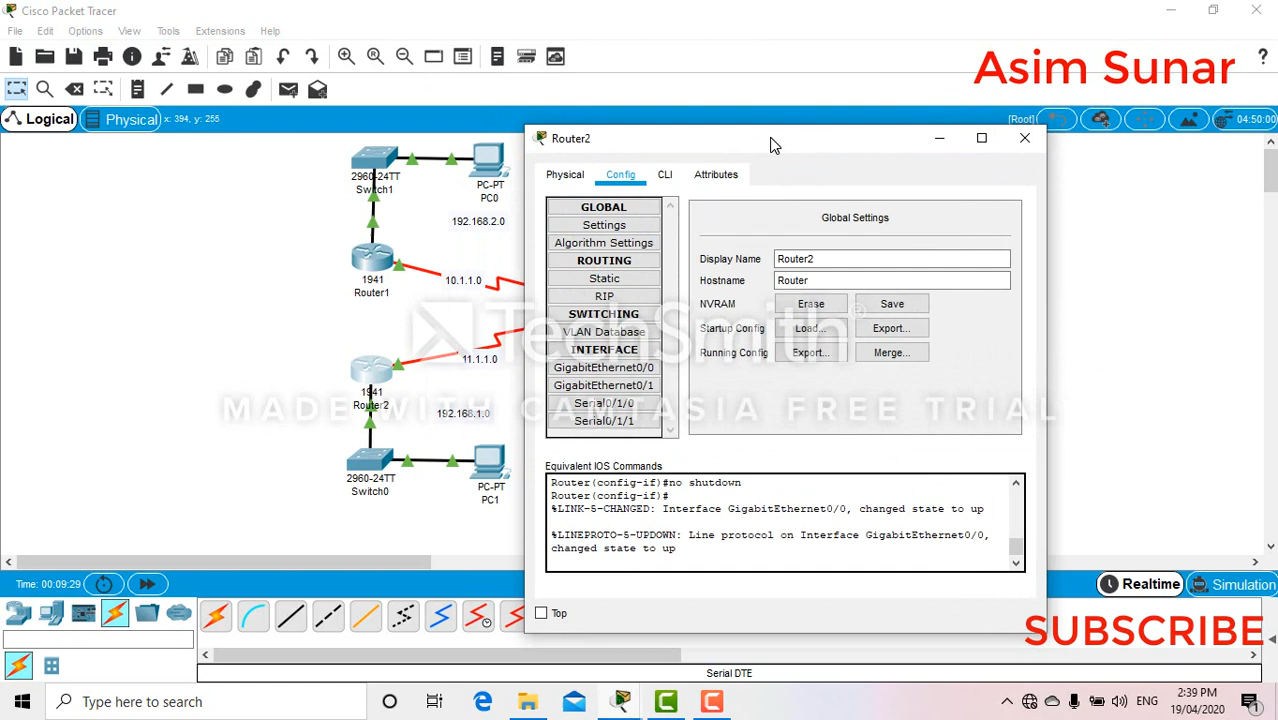 Cisco Packet Tracer
File Edit Options View Tools Extensions Help
Asim Sunar
?
Logical Physical x: 394, y: 255 [Root] 04:50:00
2960-24TT
Switch1
PC-PT
PC0
192.168.2.0
1941
Router1
10.1.1.0
11.1.1.0
1941
Router2
192.168.1.0
2960-24TT
Switch0
PC-PT
PC1
Router2
Physical Config CLI Attributes
GLOBAL
Settings
Algorithm Settings
ROUTING
Static
RIP
SWITCHING
VLAN Database
INTERFACE
GigabitEthernet0/0
GigabitEthernet0/1
Serial0/1/0
Serial0/1/1
Global Settings
Display Name Router2
Hostname Router
NVRAM Erase Save
Startup Config Load... Export...
Running Config Export... Merge...
TechSmith®
MADE WITH CAMTASIA FREE TRIAL
Equivalent IOS Commands
Router(config-if)#no shutdown
Router(config-if)#
%LINK-5-CHANGED: Interface GigabitEthernet0/0, changed state to up
%LINEPROTO-5-UPDOWN: Line protocol on Interface GigabitEthernet0/0,
changed state to up
Top
Time: 00:09:29 Realtime Simulation
SUBSCRIBE
Serial DTE
Type here to search
ENG
2:39 PM
19/04/2020
1